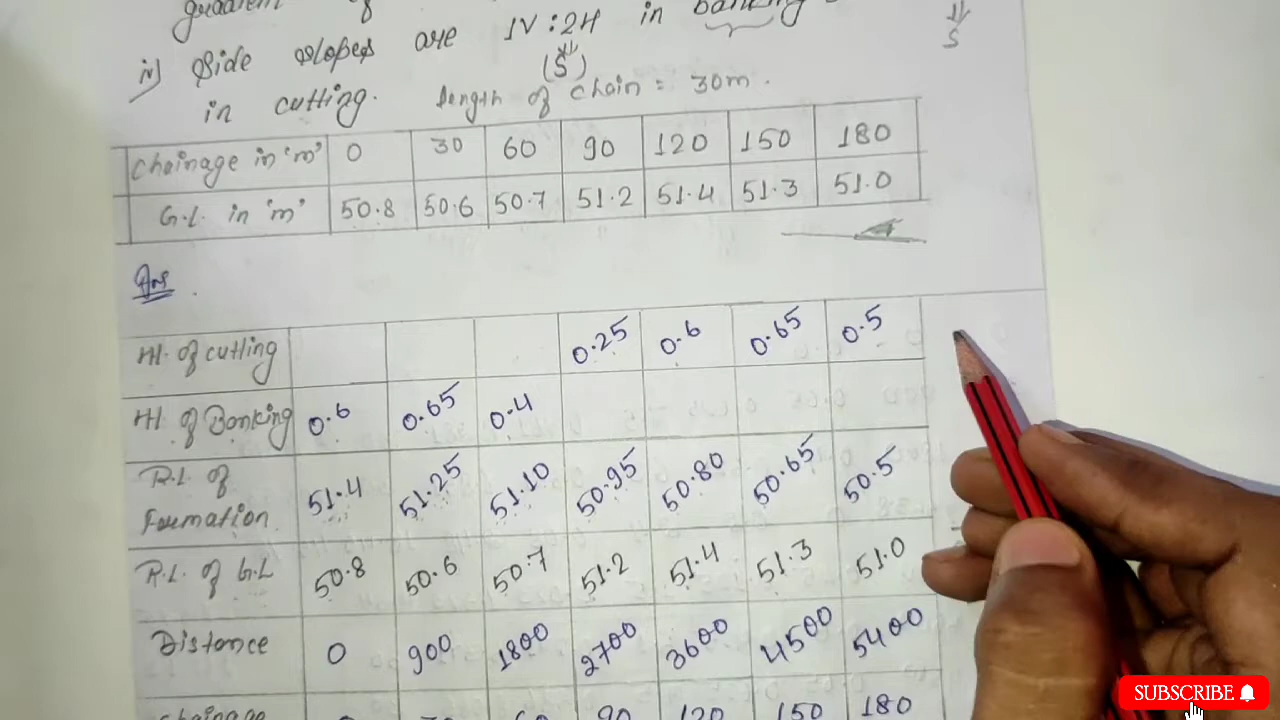 gradient of
iv) Side slopes are 1V:2H in banking
(S)
S
in cutting. length of chain = 30m.
Chainage in 'm' 0 30 60 90 120 150 180
G.L. in 'm' 50.8 50.6 50.7 51.2 51.4 51.3 51.0
Ans
Ht. of cutting 0.25 0.6 0.65 0.5
Ht. of Banking 0.6 0.65 0.4
R.L. of
Formation 51.4 51.25 51.10 50.95 50.80 50.65 50.5
R.L. of G.L 50.8 50.6 50.7 51.2 51.4 51.3 51.0
Distance 0 900 1800 2700 3600 4500 5400
Chainage 90 120 150 180
SUBSCRIBE